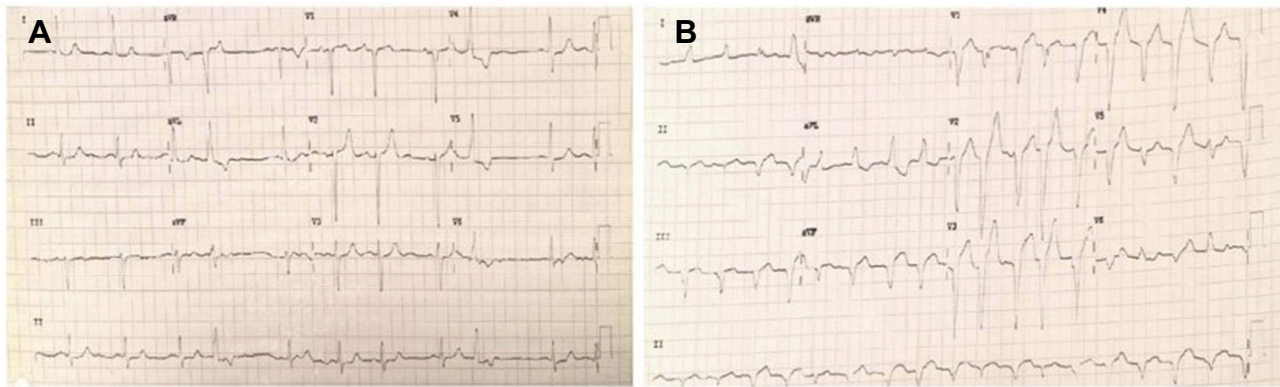 A
I aVR V1 V4
II aVL V2 V5
III aVF V3 V6
II
B
I aVR V1 V4
II aVL V2 V5
III aVF V3 V6
II